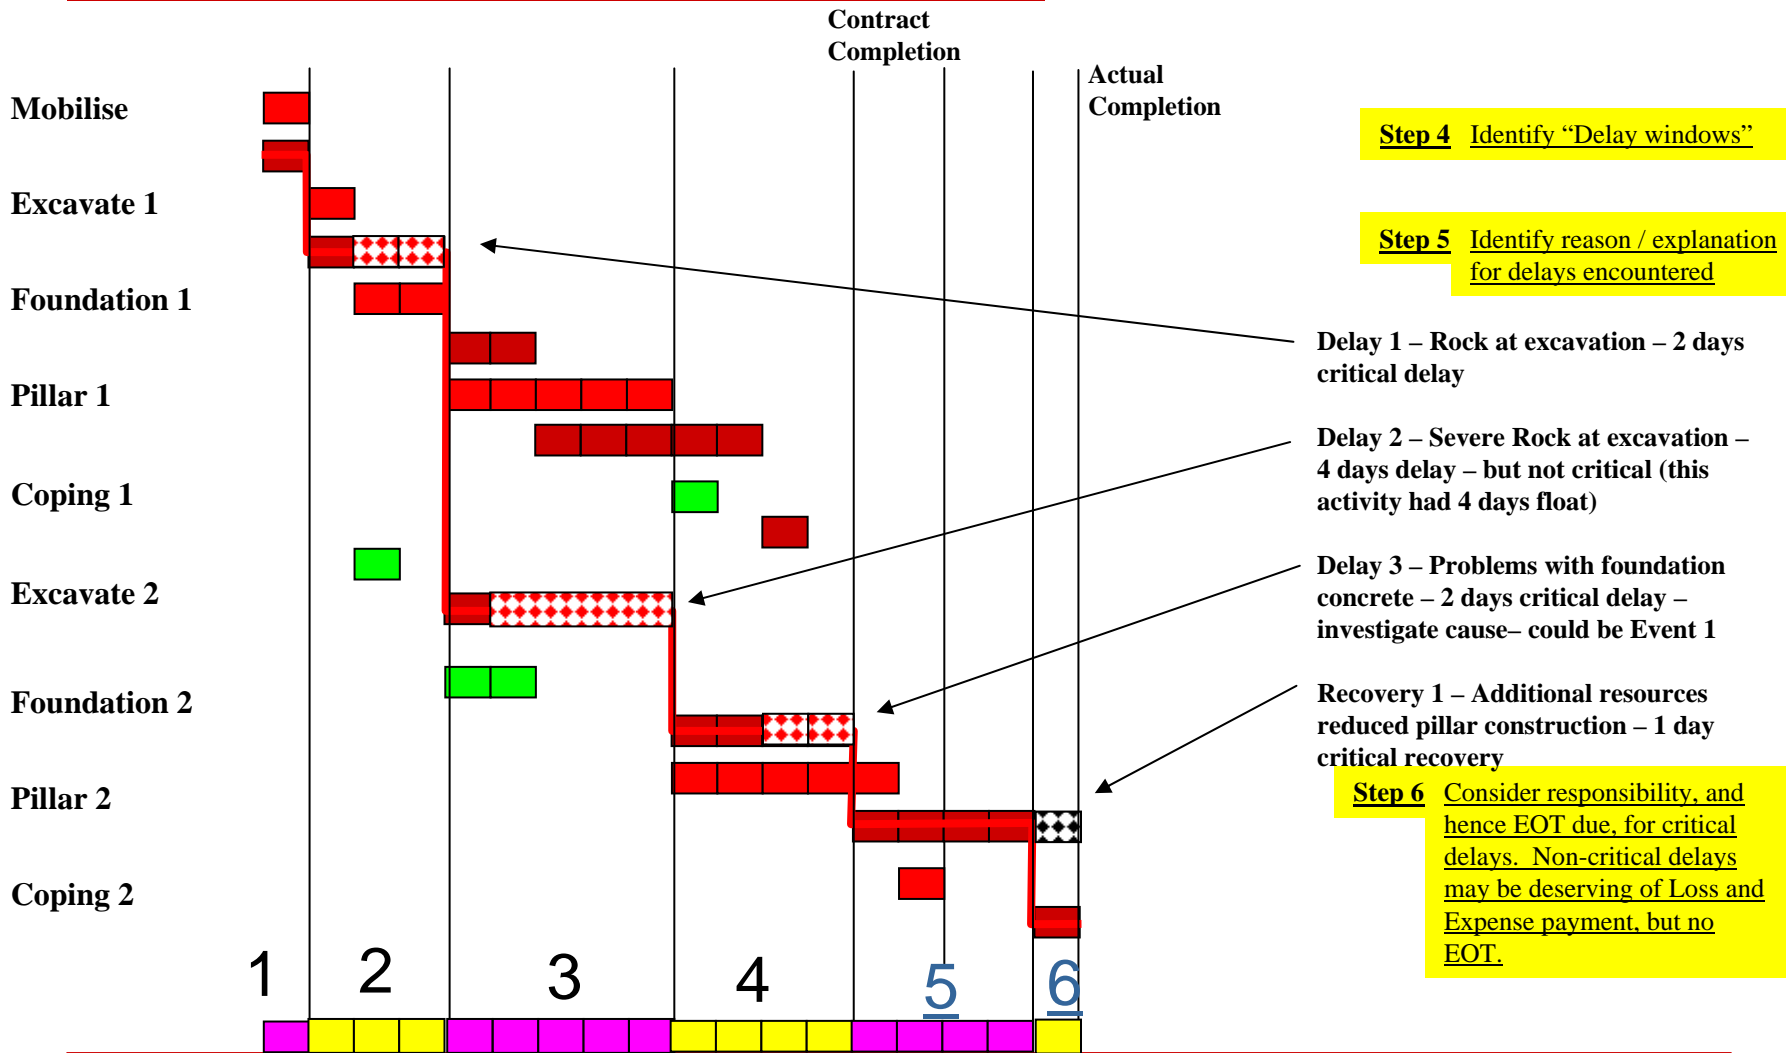 Contract
Completion
Actual
Completion
Mobilise
Excavate 1
Foundation 1
Pillar 1
Coping 1
Excavate 2
Foundation 2
Pillar 2
Coping 2
Step 4 Identify “Delay windows”
Step 5 Identify reason / explanation
for delays encountered
Delay 1 – Rock at excavation – 2 days
critical delay
Delay 2 – Severe Rock at excavation –
4 days delay – but not critical (this
activity had 4 days float)
Delay 3 – Problems with foundation
concrete – 2 days critical delay –
investigate cause– could be Event 1
Recovery 1 – Additional resources
reduced pillar construction – 1 day
critical recovery
Step 6 Consider responsibility, and
hence EOT due, for critical
delays. Non-critical delays
may be deserving of Loss and
Expense payment, but no
EOT.
1 2 3 4 5 6